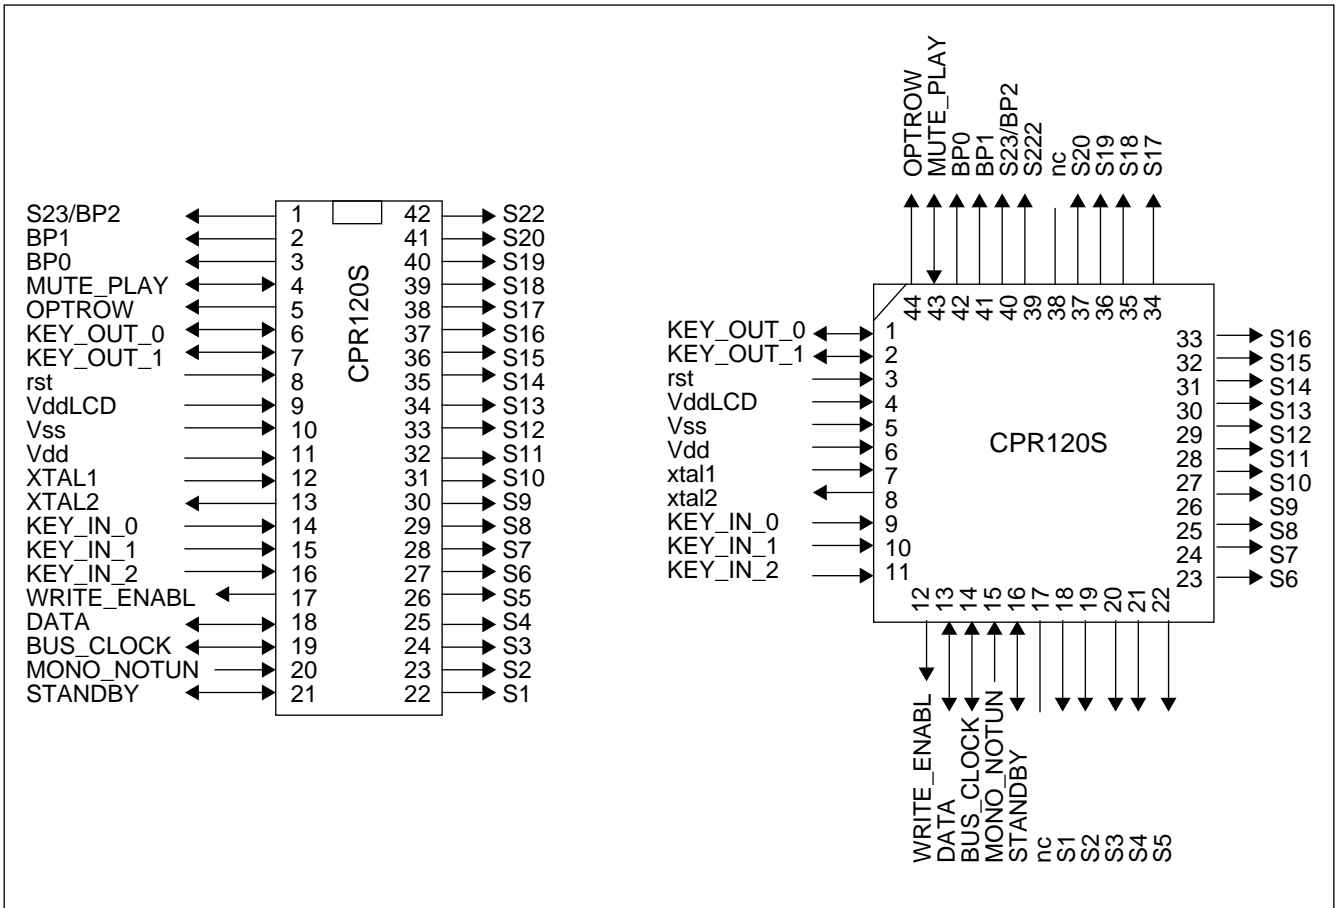 S23/BP2 1 42 S22
BP1 2 41 S20
BP0 3 40 S19
MUTE_PLAY 4 39 S18
OPTROW 5 38 S17
KEY_OUT_0 6 37 S16
KEY_OUT_1 7 36 S15
rst 8 35 S14
VddLCD 9 34 S13
Vss 10 33 S12
Vdd 11 32 S11
XTAL1 12 31 S10
XTAL2 13 30 S9
KEY_IN_0 14 29 S8
KEY_IN_1 15 28 S7
KEY_IN_2 16 27 S6
WRITE_ENABL 17 26 S5
DATA 18 25 S4
BUS_CLOCK 19 24 S3
MONO_NOTUN 20 23 S2
STANDBY 21 22 S1
CPR120S
OPTROW
MUTE_PLAY
BP0
BP1
S23/BP2
S222
nc
S20
S19
S18
S17
44 43 42 41 40 39 38 37 36 35 34
KEY_OUT_0 1
KEY_OUT_1 2
rst 3
VddLCD 4
Vss 5
Vdd 6
xtal1 7
xtal2 8
KEY_IN_0 9
KEY_IN_1 10
KEY_IN_2 11
CPR120S
33 S16
32 S15
31 S14
30 S13
29 S12
28 S11
27 S10
26 S9
25 S8
24 S7
23 S6
12 13 14 15 16 17 18 19 20 21 22
WRITE_ENABL
DATA
BUS_CLOCK
MONO_NOTUN
STANDBY
nc
S1
S2
S3
S4
S5